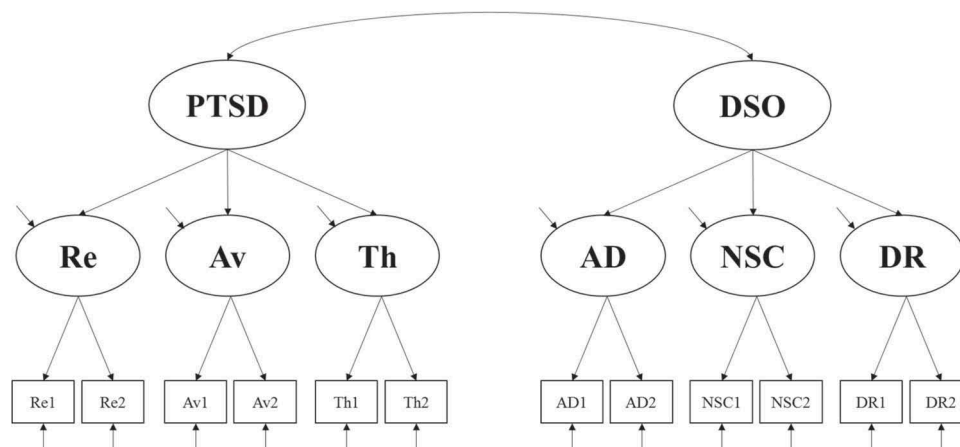 PTSD DSO
Re Av Th AD NSC DR
Re1 Re2 Av1 Av2 Th1 Th2 AD1 AD2 NSC1 NSC2 DR1 DR2